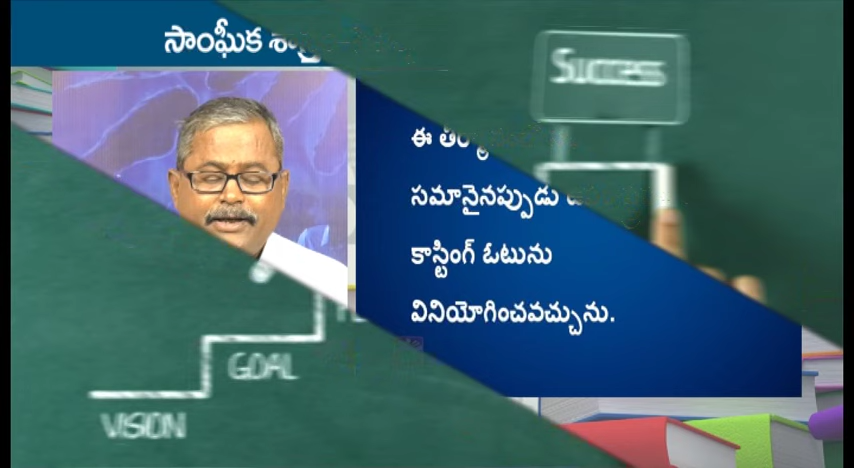 సాంఘీక
Success
ఈ
సమానైనప్పుడు
కాస్టింగ్ ఓటును
వినియోగించవచ్చును.
GOAL
VISION